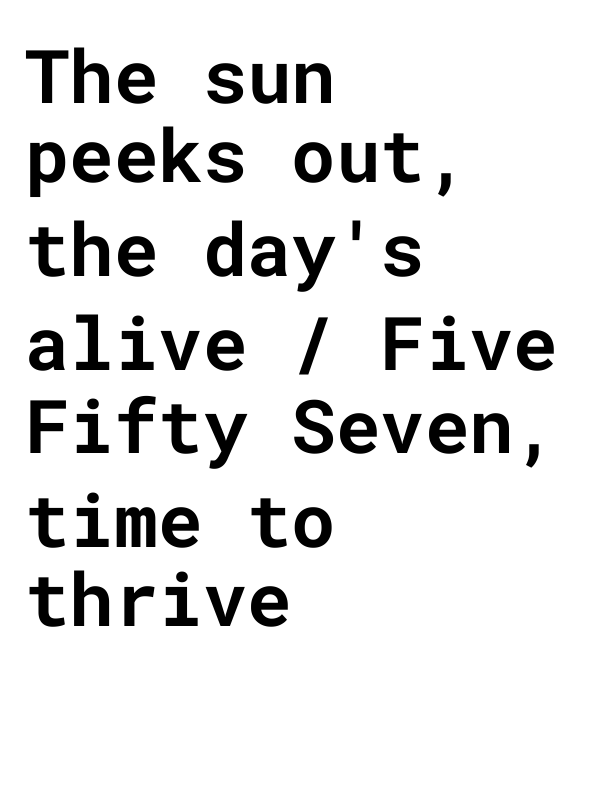 The sun
peeks out,
the day's
alive / Five
Fifty Seven,
time to
thrive